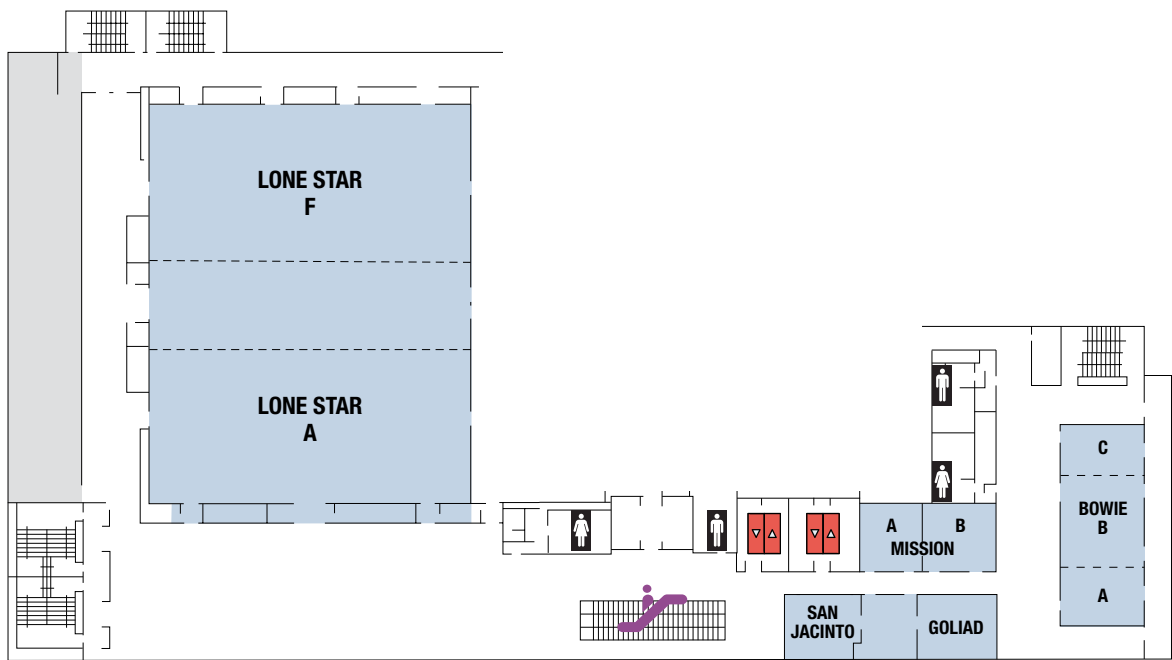 LONE STAR
F
LONE STAR
A
C
BOWIE
B
A
A B
MISSION
SAN
JACINTO
GOLIAD